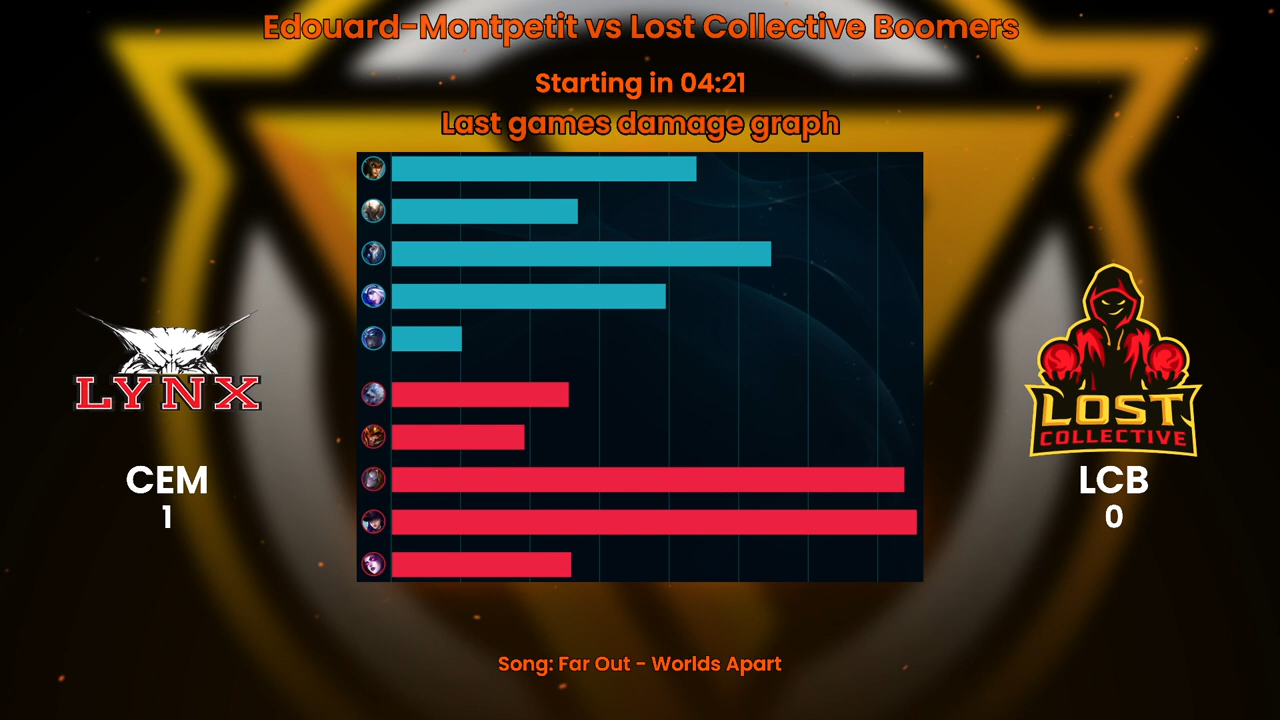 Edouard-Montpetit vs Lost Collective Boomers
Starting in 04:21
Last games damage graph
LYNX
CEM
1
LOST
COLLECTIVE
LCB
0
Song: Far Out - Worlds Apart